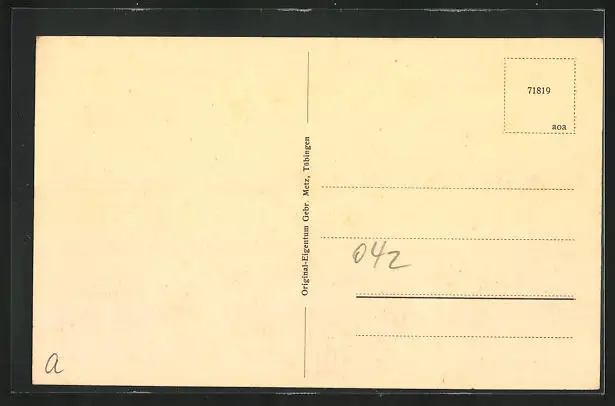 71819
aoa
Original-Eigentum Gebr. Metz, Tübingen
042
a